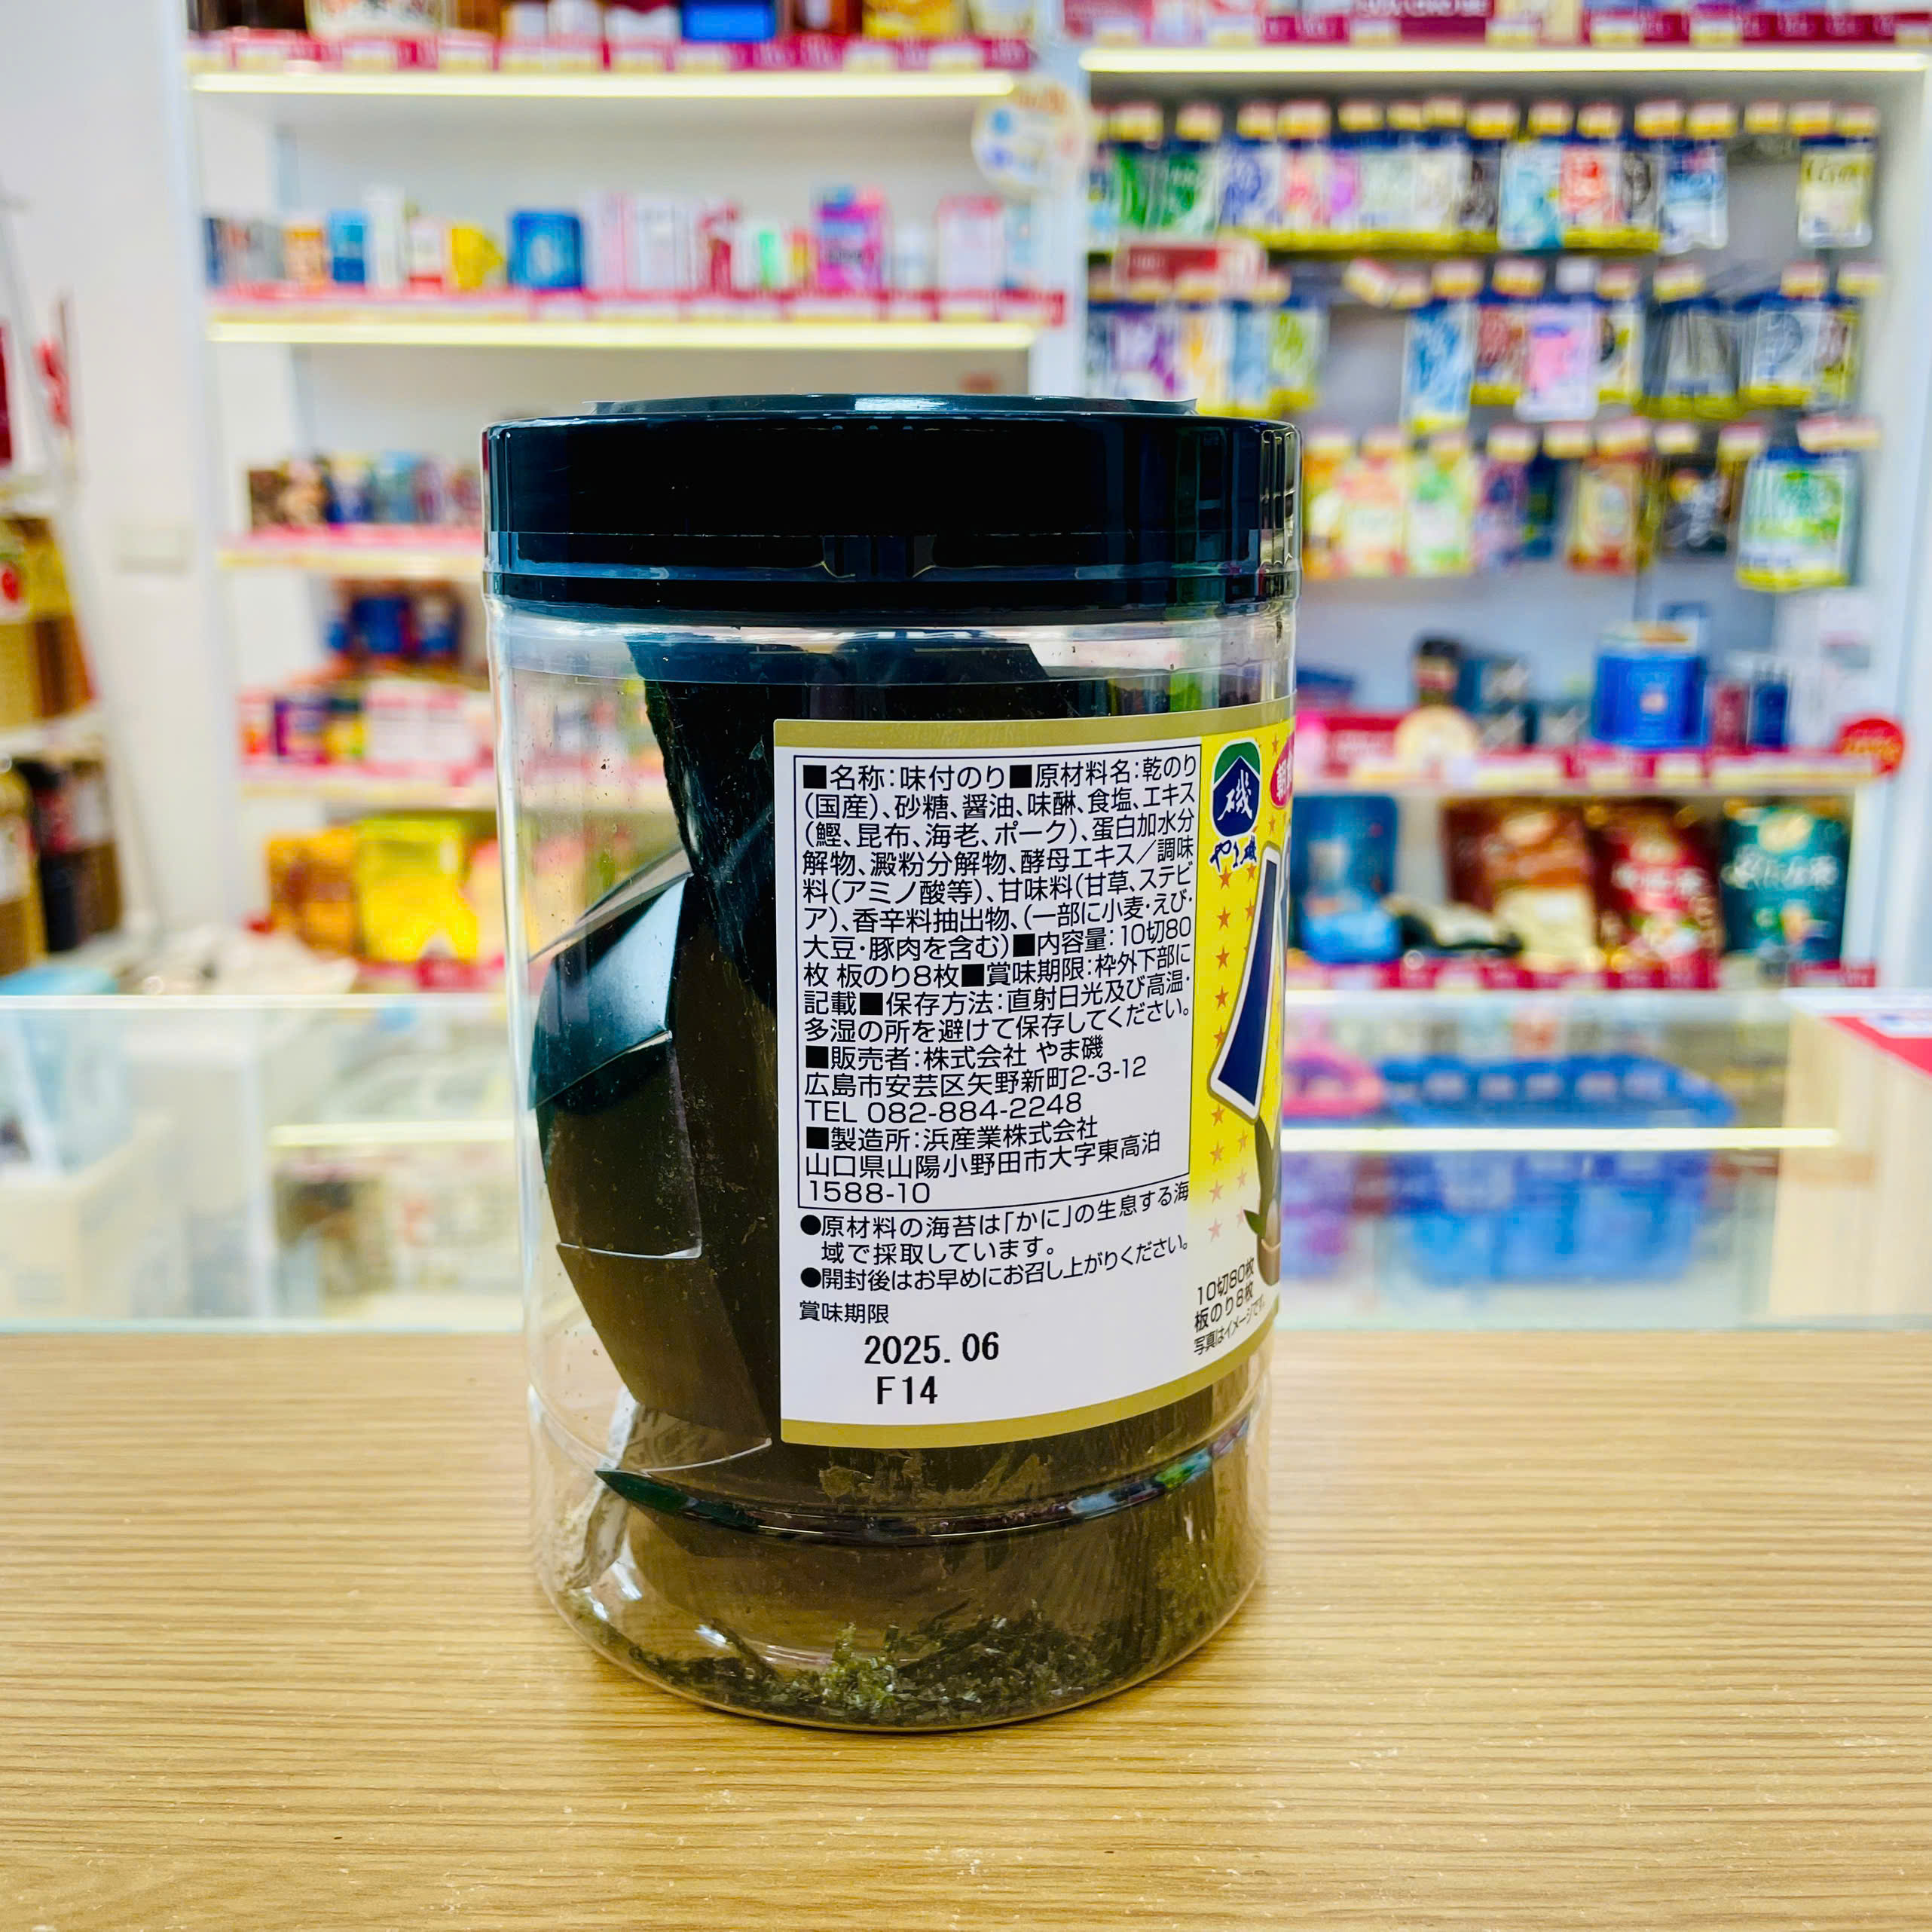 ■名称:味付のり■原材料名:乾のり
(国産)、砂糖、醤油、味醂、食塩、エキス
(鰹、昆布、海老、ポーク)、蛋白加水分
解物、澱粉分解物、酵母エキス/調味
料(アミノ酸等)、甘味料(甘草、ステビ
ア)、香辛料抽出物、(一部に小麦・えび・
大豆・豚肉を含む)■内容量:10切80
枚 板のり8枚■賞味期限:枠外下部に
記載■保存方法:直射日光及び高温・
多湿の所を避けて保存してください。
■販売者:株式会社 やま磯
広島市安芸区矢野新町2-3-12
TEL 082-884-2248
■製造所:浜産業株式会社
山口県山陽小野田市大字東高泊
1588-10
●原材料の海苔は「かに」の生息する海
域で採取しています。
●開封後はお早めにお召し上がりください。
賞味期限
2025.06
F14
磯
やま磯
10切80枚
板のり8枚
写真はイメージです。